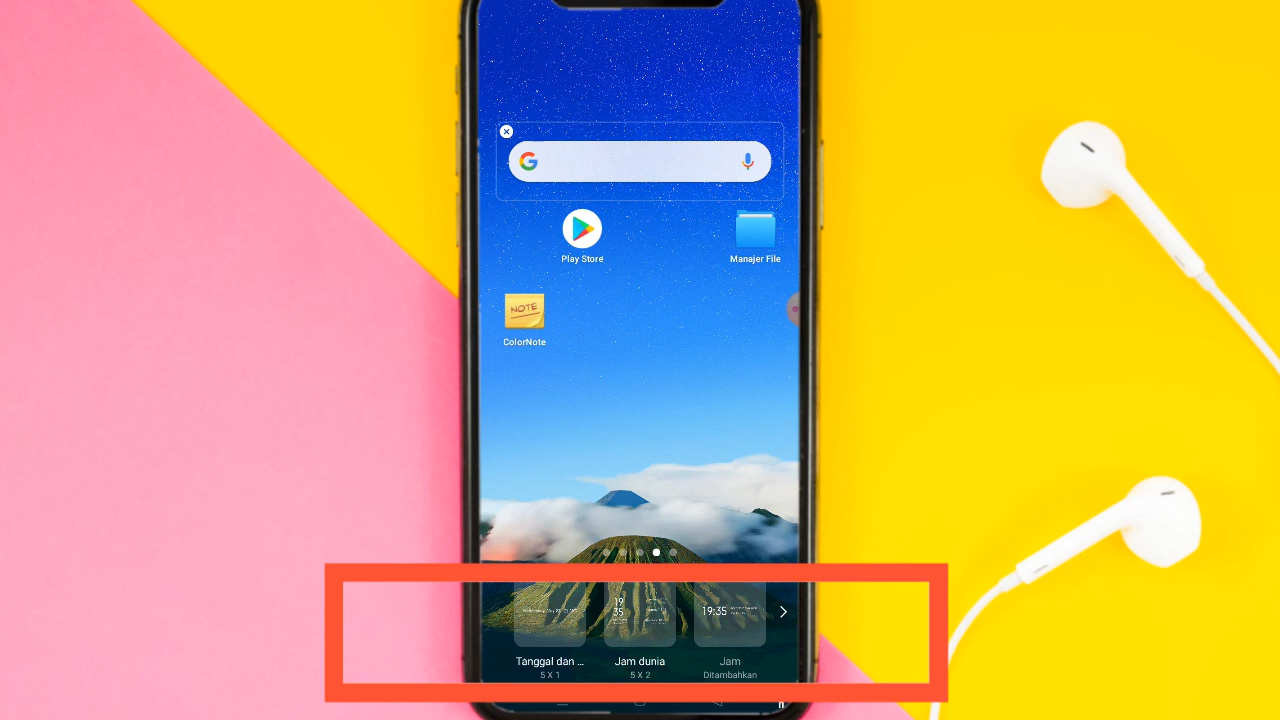 Play Store
Manajer File
NOTE
ColorNote
19
35
19:35
Tanggal dan ...
Jam dunia
Jam
5 X 1
5 X 2
Ditambahkan